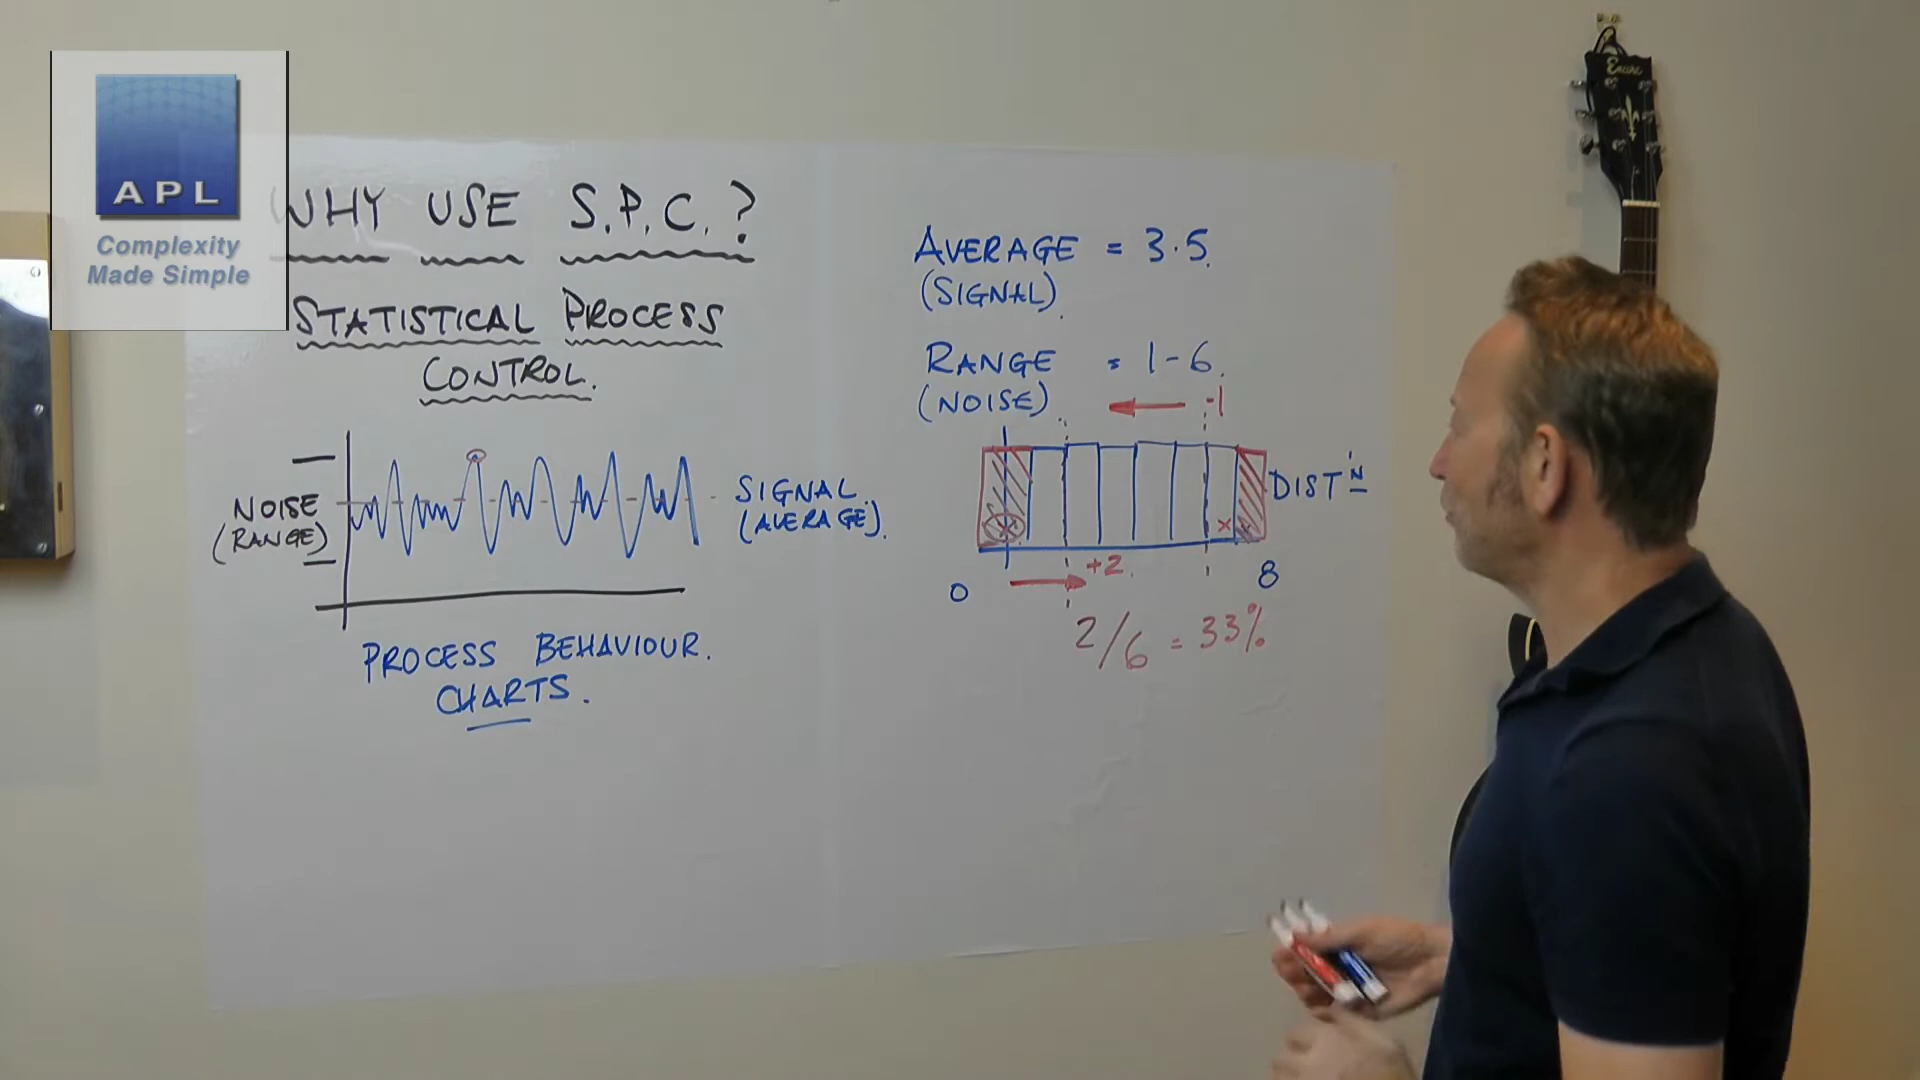 APL
Complexity
Made Simple
WHY USE S.P.C.?
STATISTICAL PROCESS
CONTROL.
NOISE
(RANGE)
SIGNAL.
(AVERAGE).
PROCESS BEHAVIOUR.
CHARTS.
AVERAGE = 3.5.
(SIGNAL).
RANGE = 1-6.
(NOISE).
-1
DIST'N
+2.
0
8
2/6 = 33%
Encore